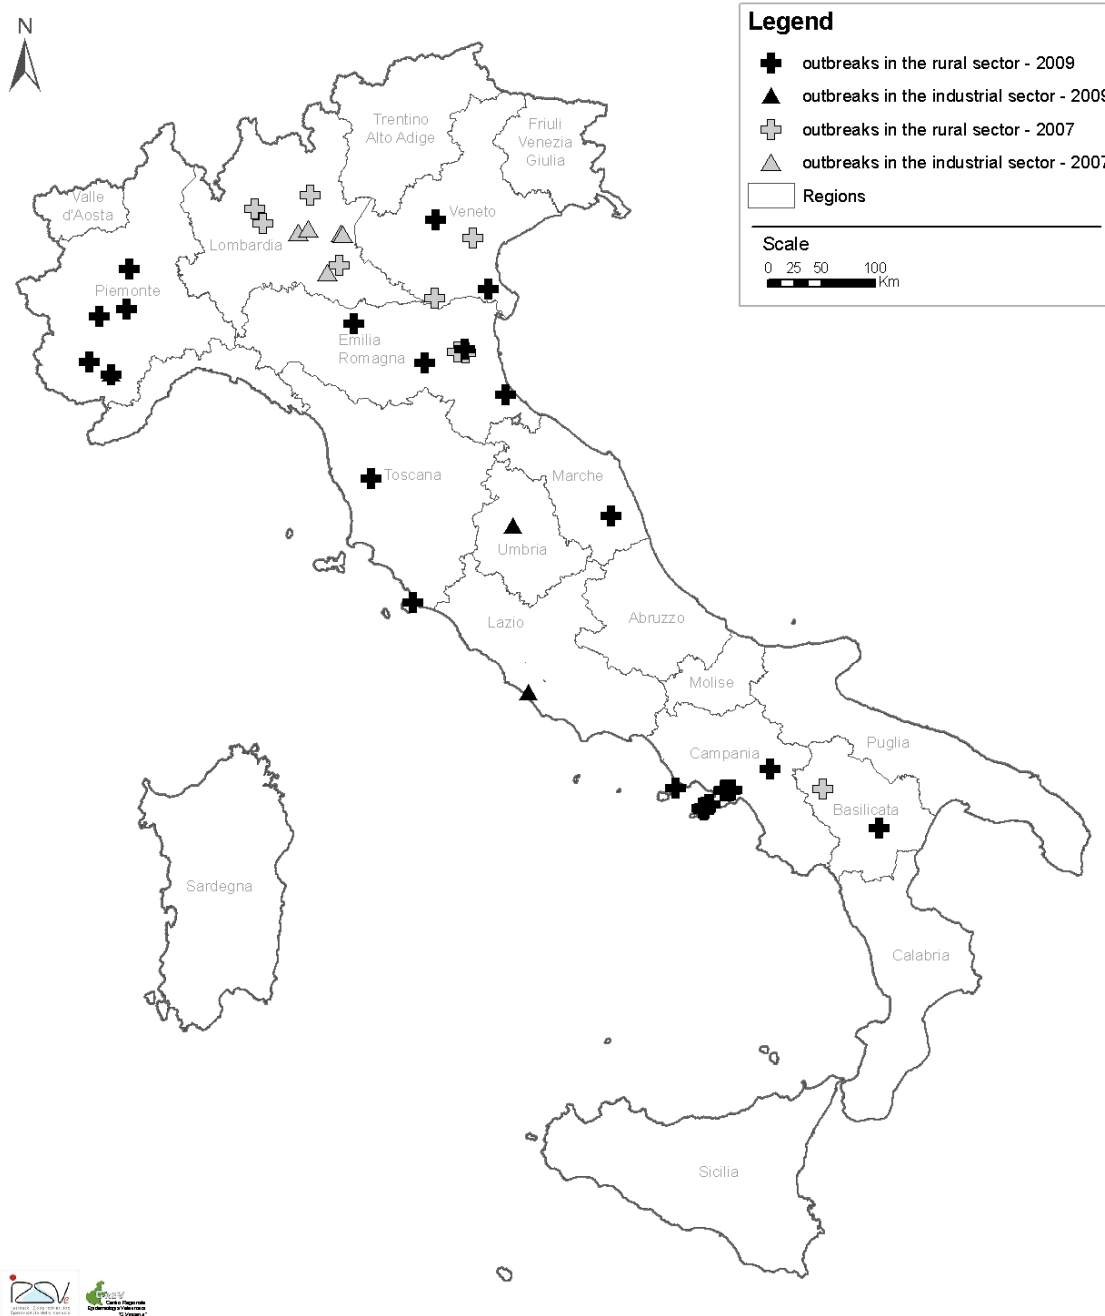 N
Legend
outbreaks in the rural sector - 2009
outbreaks in the industrial sector - 2009
outbreaks in the rural sector - 2007
outbreaks in the industrial sector - 2007
Regions
Scale
0 25 50 100
Km
Trentino
Alto Adige
Friuli
Venezia
Giulia
Valle
d'Aosta
Veneto
Lombardia
Piemonte
Emilia
Romagna
Toscana
Marche
Umbria
Lazio
Abruzzo
Molise
Campania
Puglia
Basilicata
Sardegna
Calabria
Sicilia